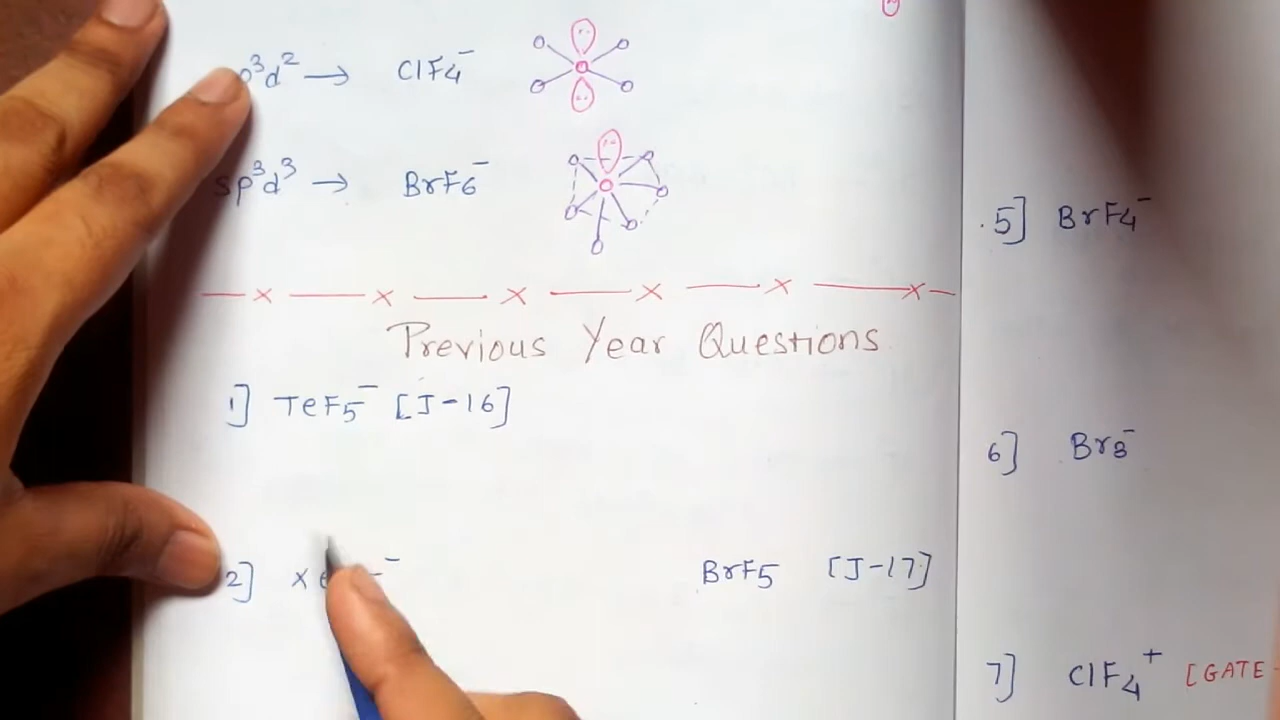 p³d² → ClF₄⁻
sp³d³ → BrF₆⁻
Previous Year Questions
1] TeF₅⁻ [J-16]
2] BrF₅ [J-17]
5] BrF₄⁻
6] Br₃⁻
7] ClF₄⁺ [GATE